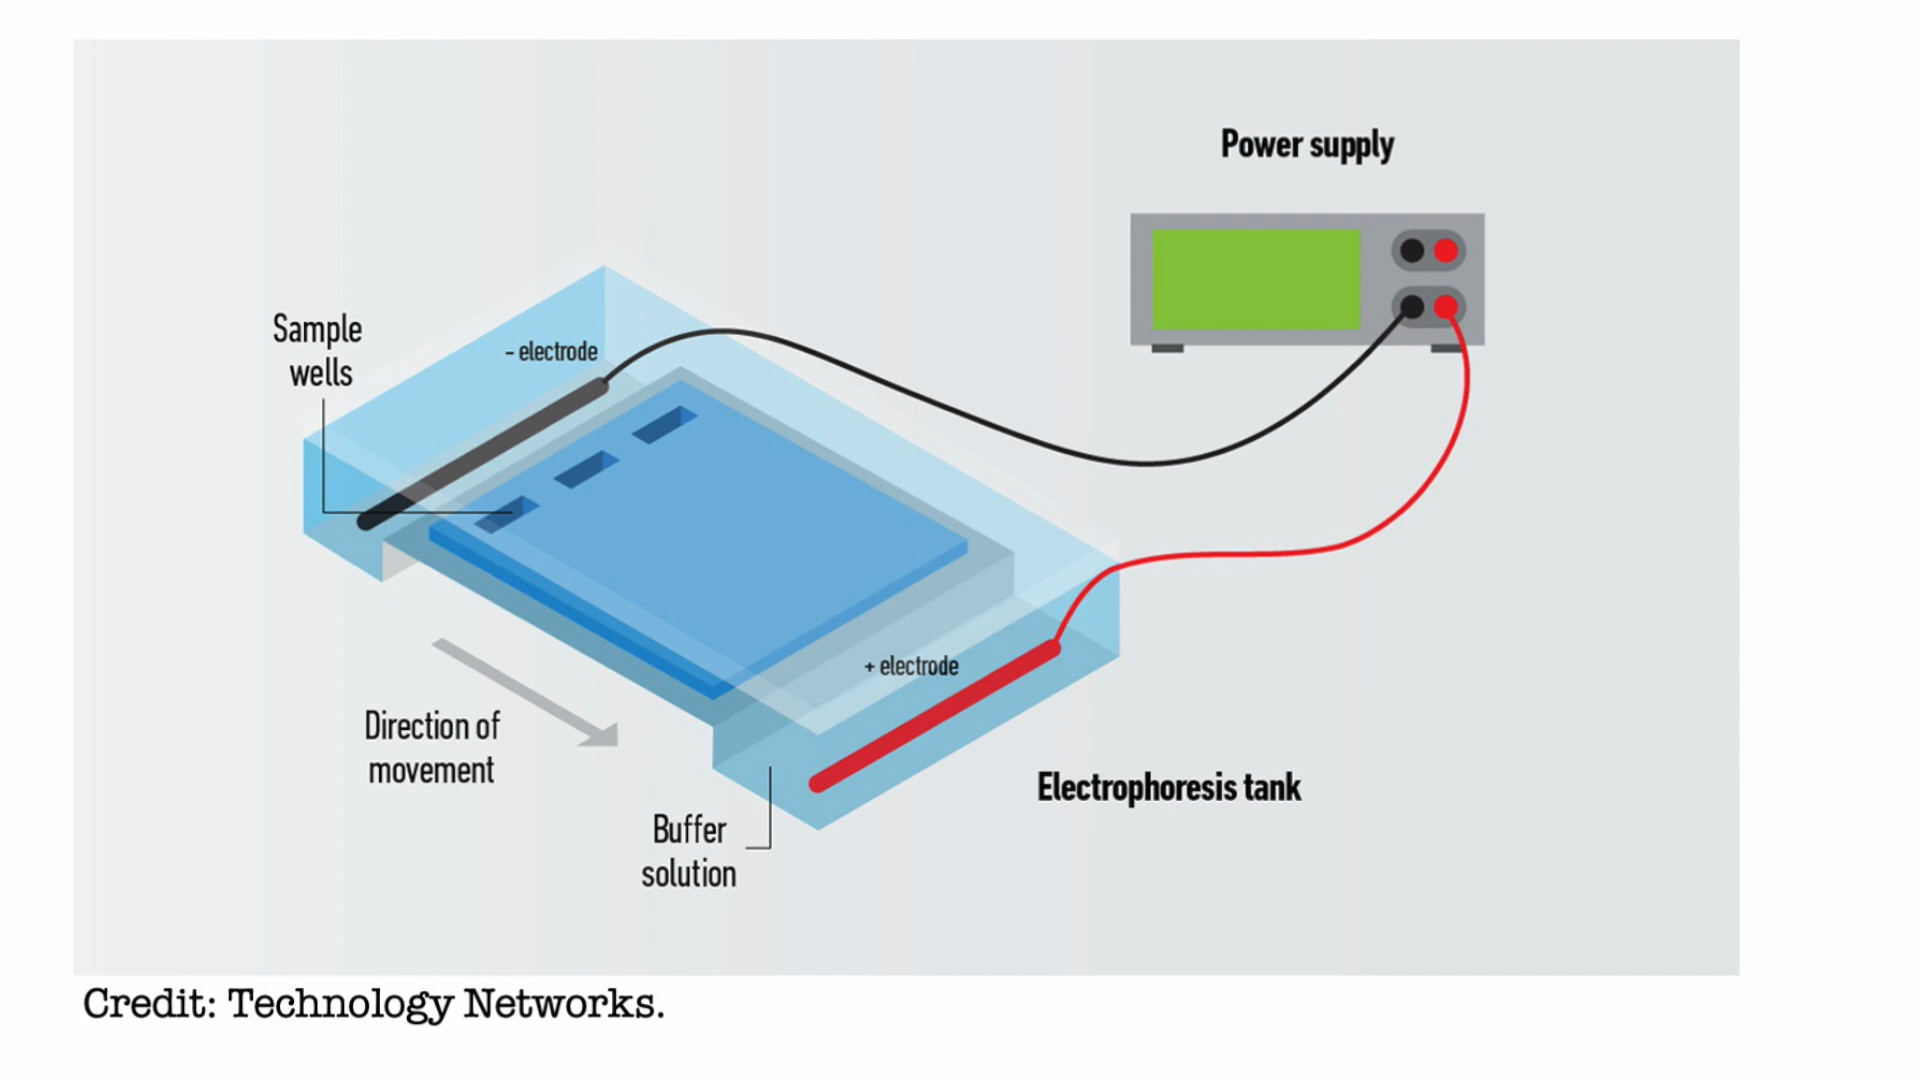 Power supply
Sample
wells
- electrode
+ electrode
Direction of
movement
Electrophoresis tank
Buffer
solution
Credit: Technology Networks.